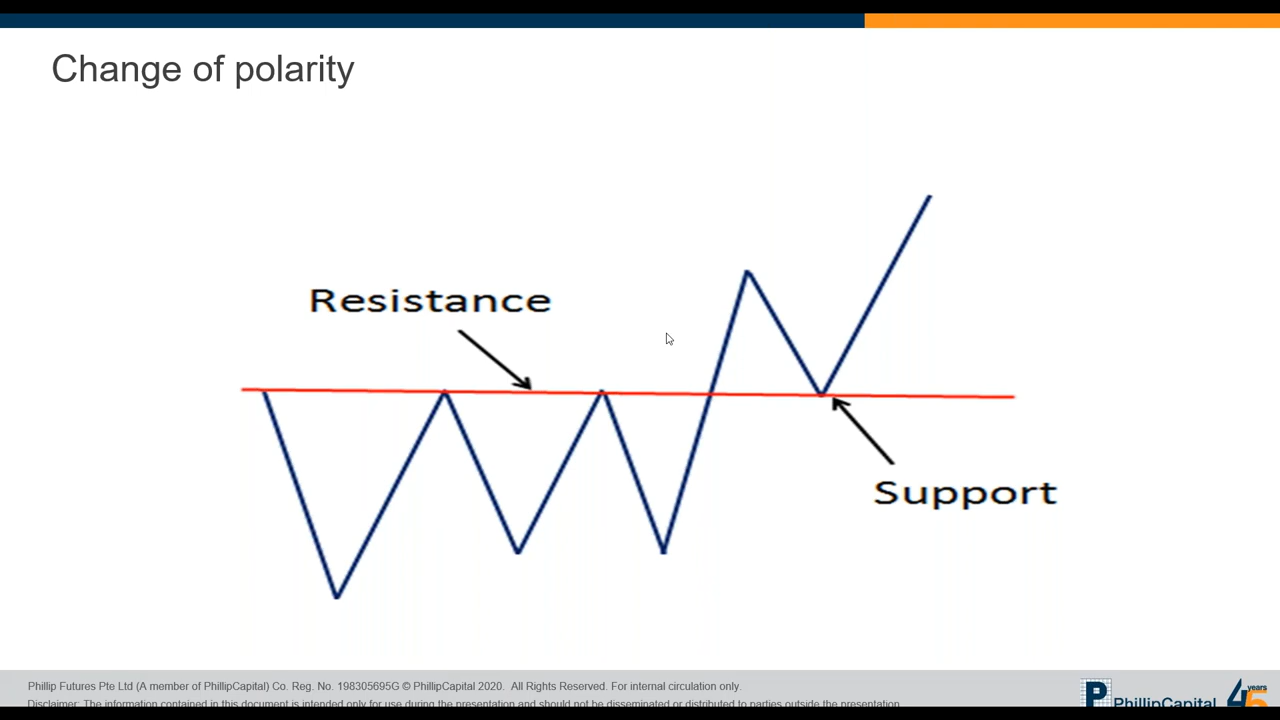 Change of polarity
Resistance
Support
Phillip Futures Pte Ltd (A member of PhillipCapital) Co. Reg. No. 198305695G © PhillipCapital 2020. All Rights Reserved. For internal circulation only.
Disclaimer: The information contained in this document is intended only for use during the presentation and should not be disseminated or distributed to parties outside the presentation.
PhillipCapital
45 years